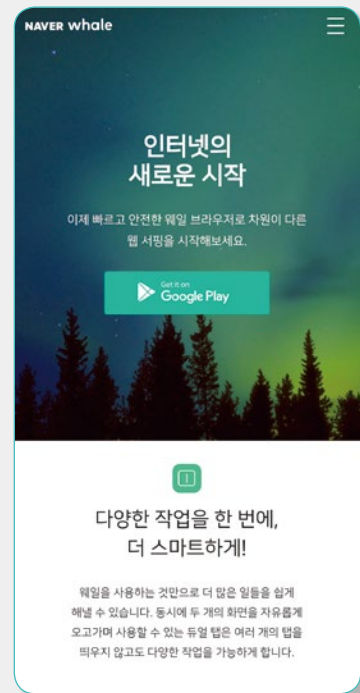 NAVER whale
인터넷의
새로운 시작
이제 빠르고 안전한 웨일 브라우저로 차원이 다른
웹 서핑을 시작해보세요.
Get it on
Google Play
다양한 작업을 한 번에,
더 스마트하게!
웨일을 사용하는 것만으로 더 많은 일들을 쉽게
해낼 수 있습니다. 동시에 두 개의 화면을 자유롭게
오고가며 사용할 수 있는 듀얼 탭은 여러 개의 탭을
띄우지 않고도 다양한 작업을 가능하게 합니다.